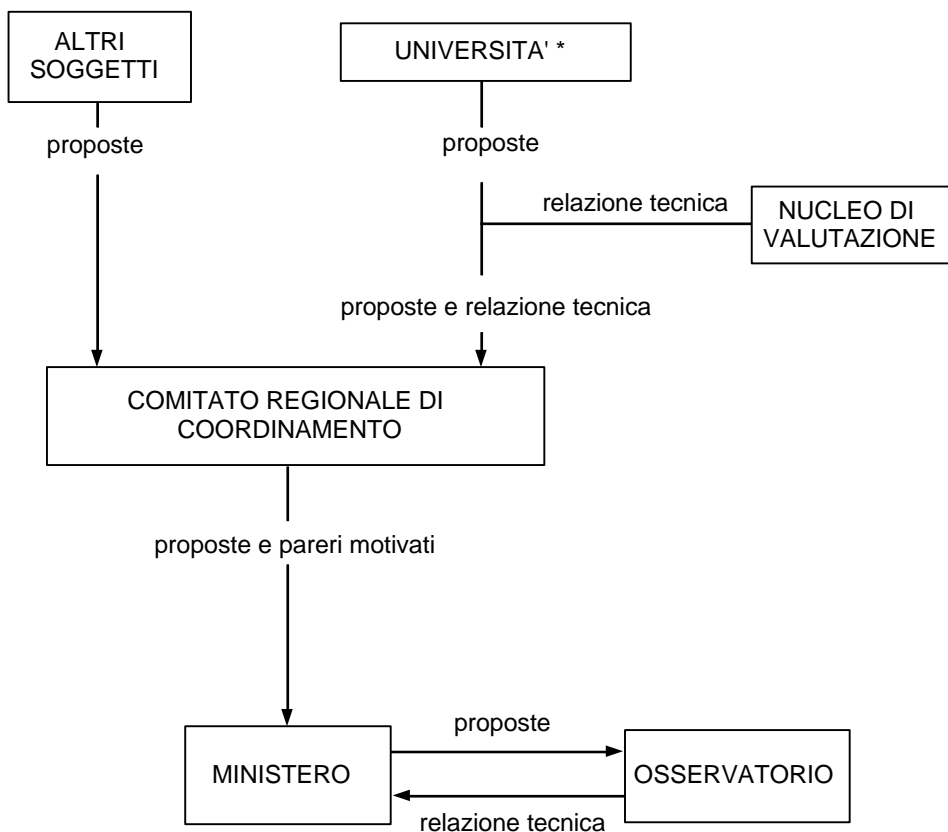 ALTRI
SOGGETTI
UNIVERSITA' *
proposte
proposte
relazione tecnica
NUCLEO DI
VALUTAZIONE
proposte e relazione tecnica
COMITATO REGIONALE DI
COORDINAMENTO
proposte e pareri motivati
proposte
MINISTERO
OSSERVATORIO
relazione tecnica